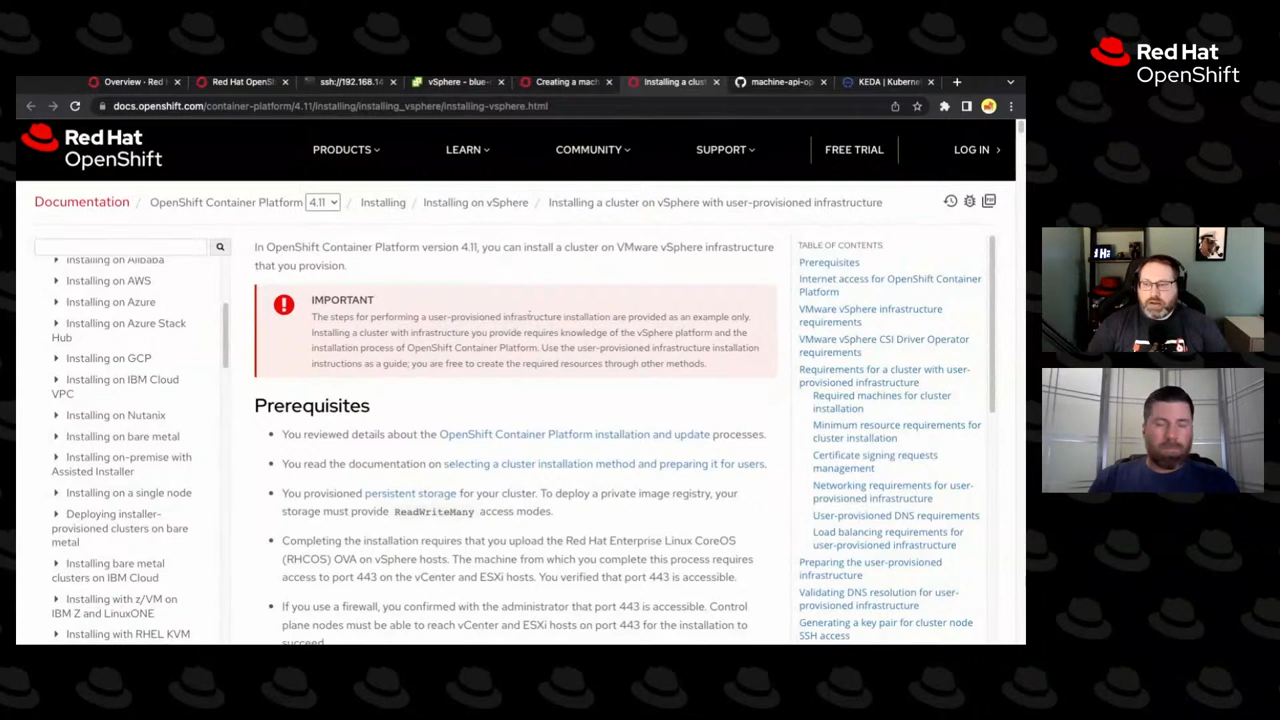 Red Hat
OpenShift
Overview · Red
Red Hat OpenSh
ssh://192.168.14
vSphere - blue-
Creating a mach
Installing a clust
machine-api-op
KEDA | Kubern
docs.openshift.com/container-platform/4.11/installing/installing_vsphere/installing-vsphere.html
Red Hat
OpenShift
PRODUCTS
LEARN
COMMUNITY
SUPPORT
FREE TRIAL
LOG IN
Documentation / OpenShift Container Platform 4.11 / Installing / Installing on vSphere / Installing a cluster on vSphere with user-provisioned infrastructure
Installing on Alibaba
Installing on AWS
Installing on Azure
Installing on Azure Stack
Hub
Installing on GCP
Installing on IBM Cloud
VPC
Installing on Nutanix
Installing on bare metal
Installing on-premise with
Assisted Installer
Installing on a single node
Deploying installer-
provisioned clusters on bare
metal
Installing bare metal
clusters on IBM Cloud
Installing with z/VM on
IBM Z and LinuxONE
Installing with RHEL KVM
In OpenShift Container Platform version 4.11, you can install a cluster on VMware vSphere infrastructure
that you provision.
IMPORTANT
The steps for performing a user-provisioned infrastructure installation are provided as an example only.
Installing a cluster with infrastructure you provide requires knowledge of the vSphere platform and the
installation process of OpenShift Container Platform. Use the user-provisioned infrastructure installation
instructions as a guide; you are free to create the required resources through other methods.
Prerequisites
You reviewed details about the OpenShift Container Platform installation and update processes.
You read the documentation on selecting a cluster installation method and preparing it for users.
You provisioned persistent storage for your cluster. To deploy a private image registry, your
storage must provide ReadWriteMany access modes.
Completing the installation requires that you upload the Red Hat Enterprise Linux CoreOS
(RHCOS) OVA on vSphere hosts. The machine from which you complete this process requires
access to port 443 on the vCenter and ESXi hosts. You verified that port 443 is accessible.
If you use a firewall, you confirmed with the administrator that port 443 is accessible. Control
plane nodes must be able to reach vCenter and ESXi hosts on port 443 for the installation to
succeed.
TABLE OF CONTENTS
Prerequisites
Internet access for OpenShift Container
Platform
VMware vSphere infrastructure
requirements
VMware vSphere CSI Driver Operator
requirements
Requirements for a cluster with user-
provisioned infrastructure
Required machines for cluster
installation
Minimum resource requirements for
cluster installation
Certificate signing requests
management
Networking requirements for user-
provisioned infrastructure
User-provisioned DNS requirements
Load balancing requirements for
user-provisioned infrastructure
Preparing the user-provisioned
infrastructure
Validating DNS resolution for user-
provisioned infrastructure
Generating a key pair for cluster node
SSH access